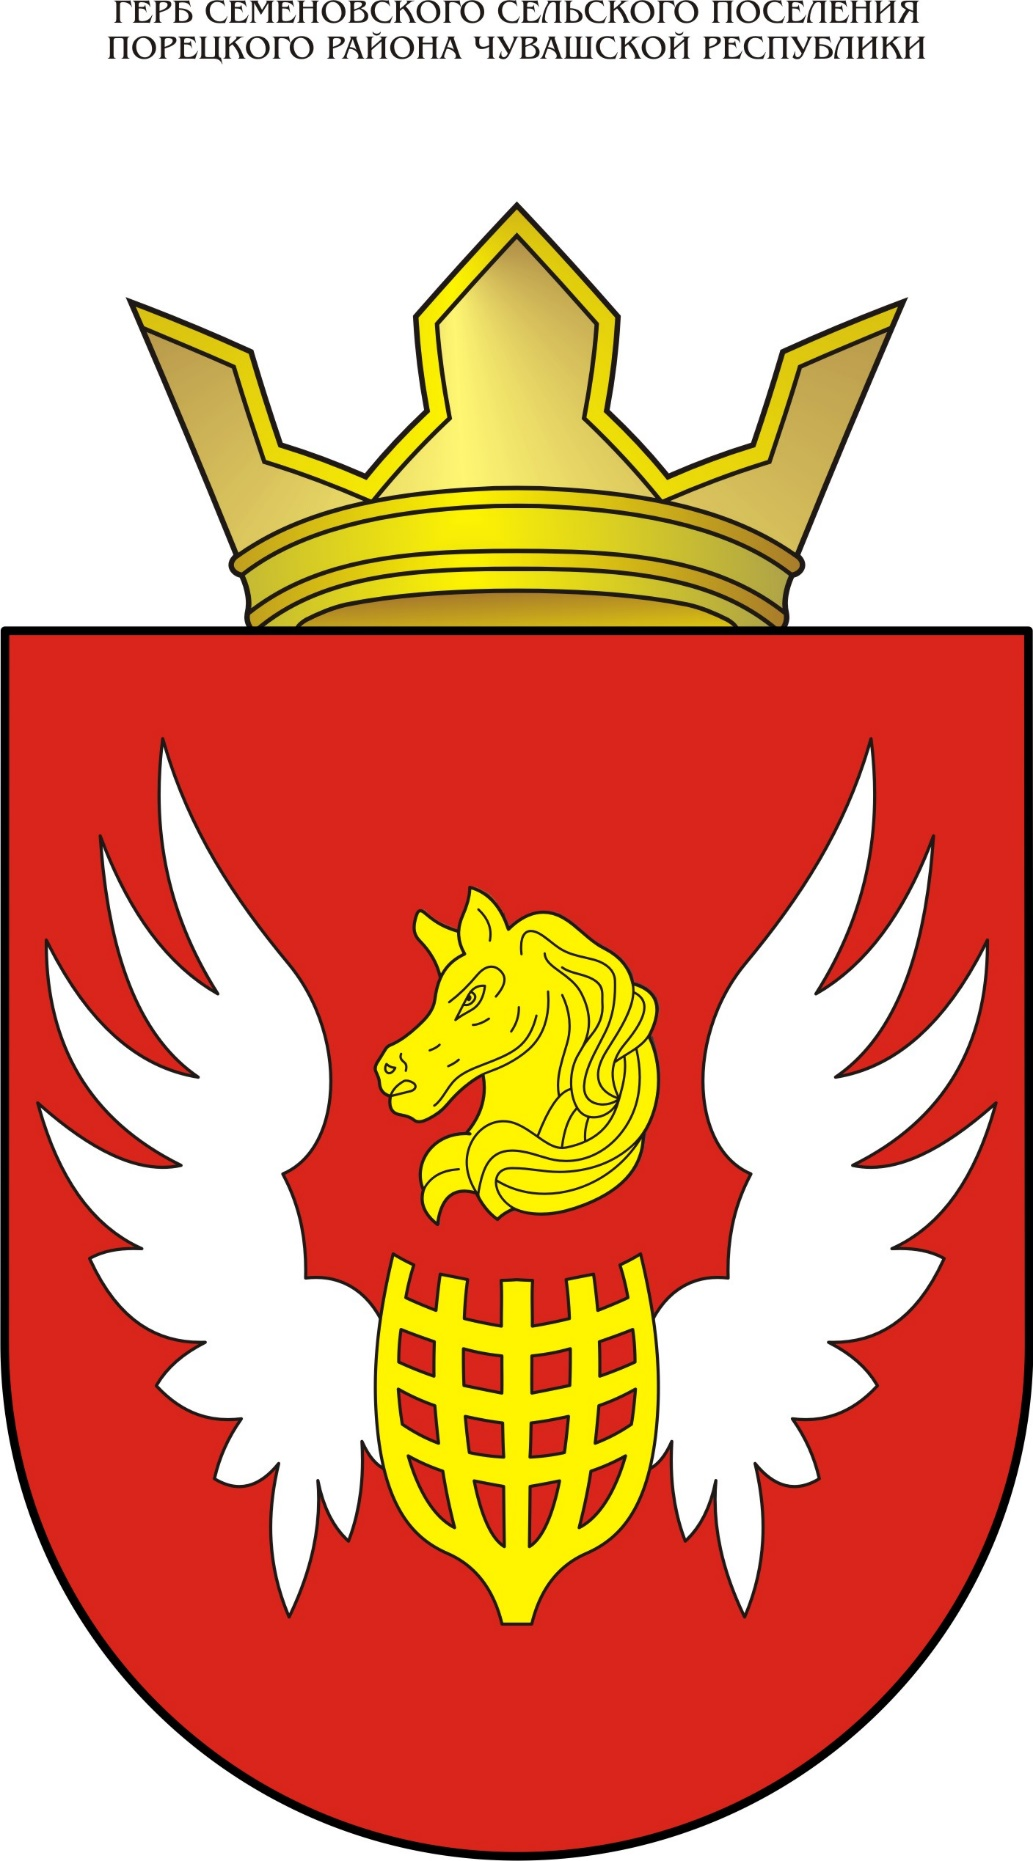 ГЕРБ СЕМЕНОВСКОГО СЕЛЬСКОГО ПОСЕЛЕНИЯ
ПОРЕЦКОГО РАЙОНА ЧУВАШСКОЙ РЕСПУБЛИКИ